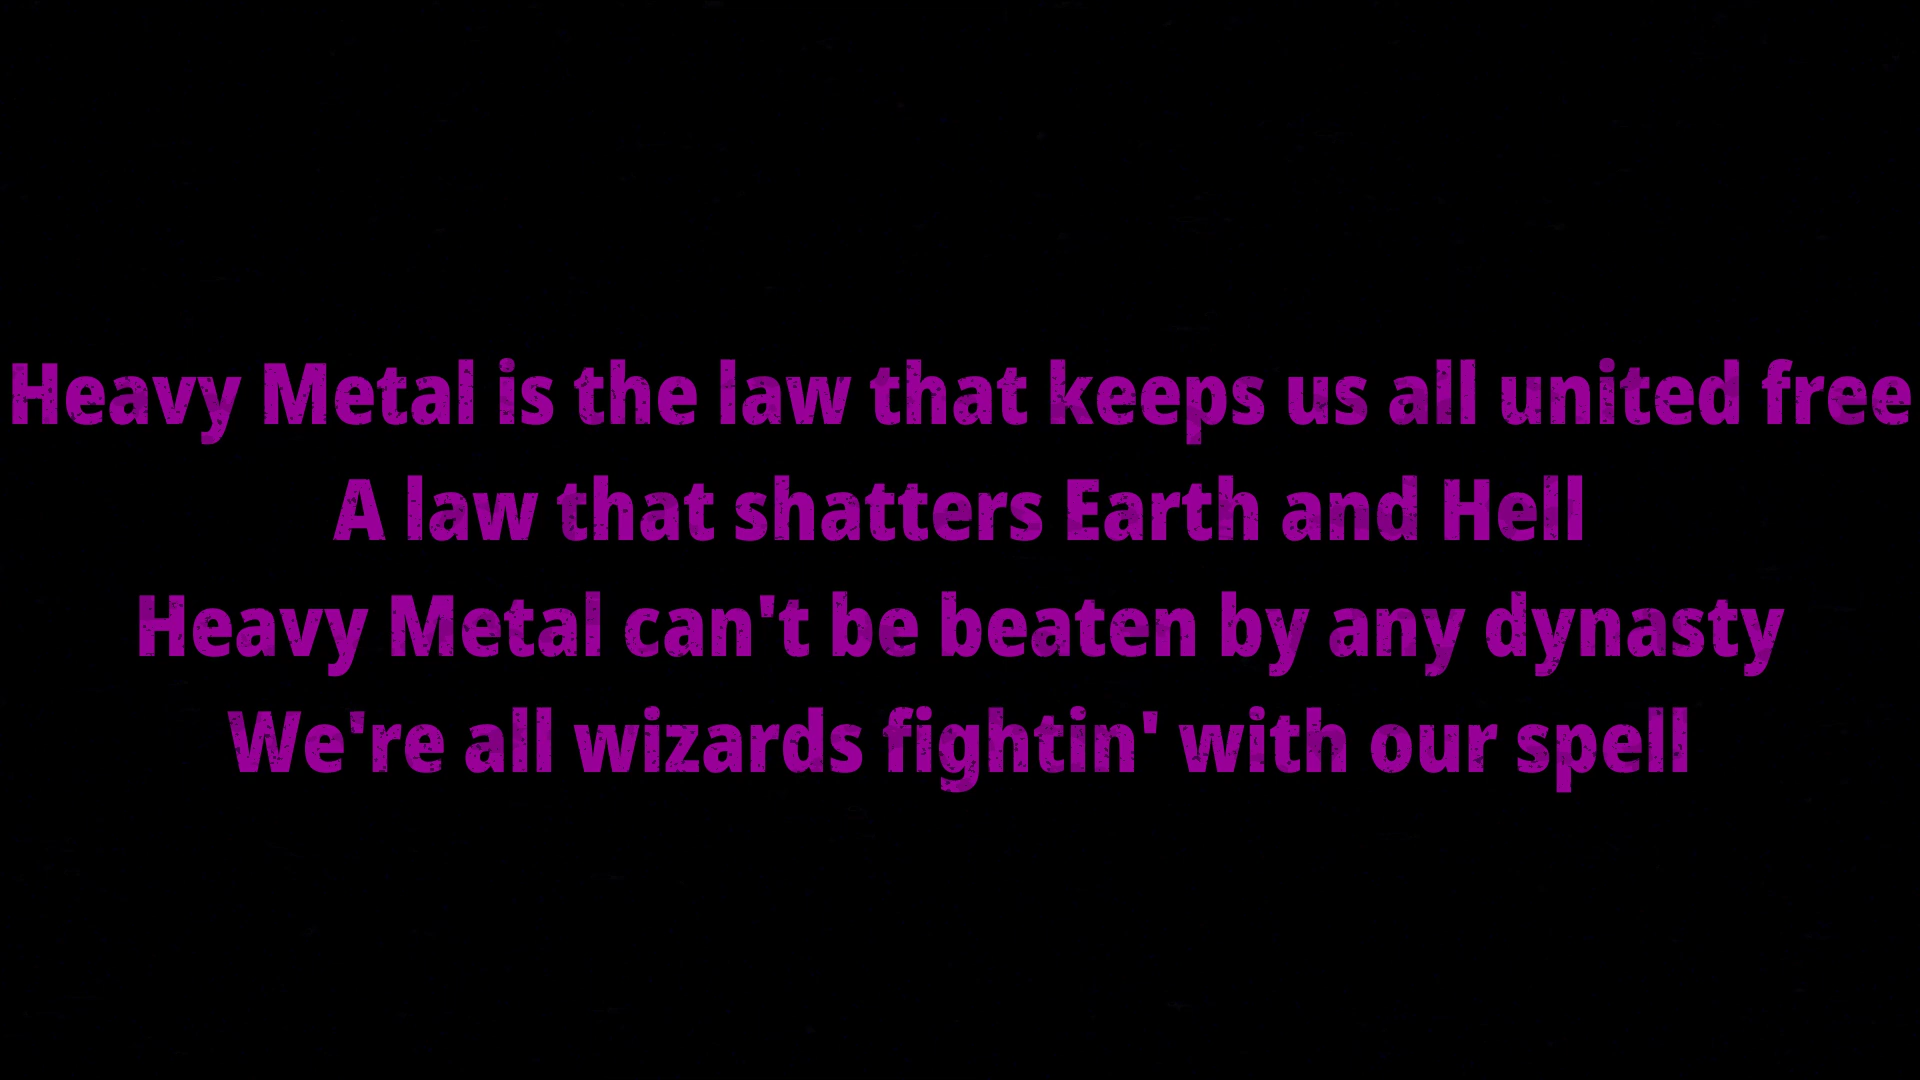 Heavy Metal is the law that keeps us all united free
A law that shatters Earth and Hell
Heavy Metal can't be beaten by any dynasty
We're all wizards fightin' with our spell